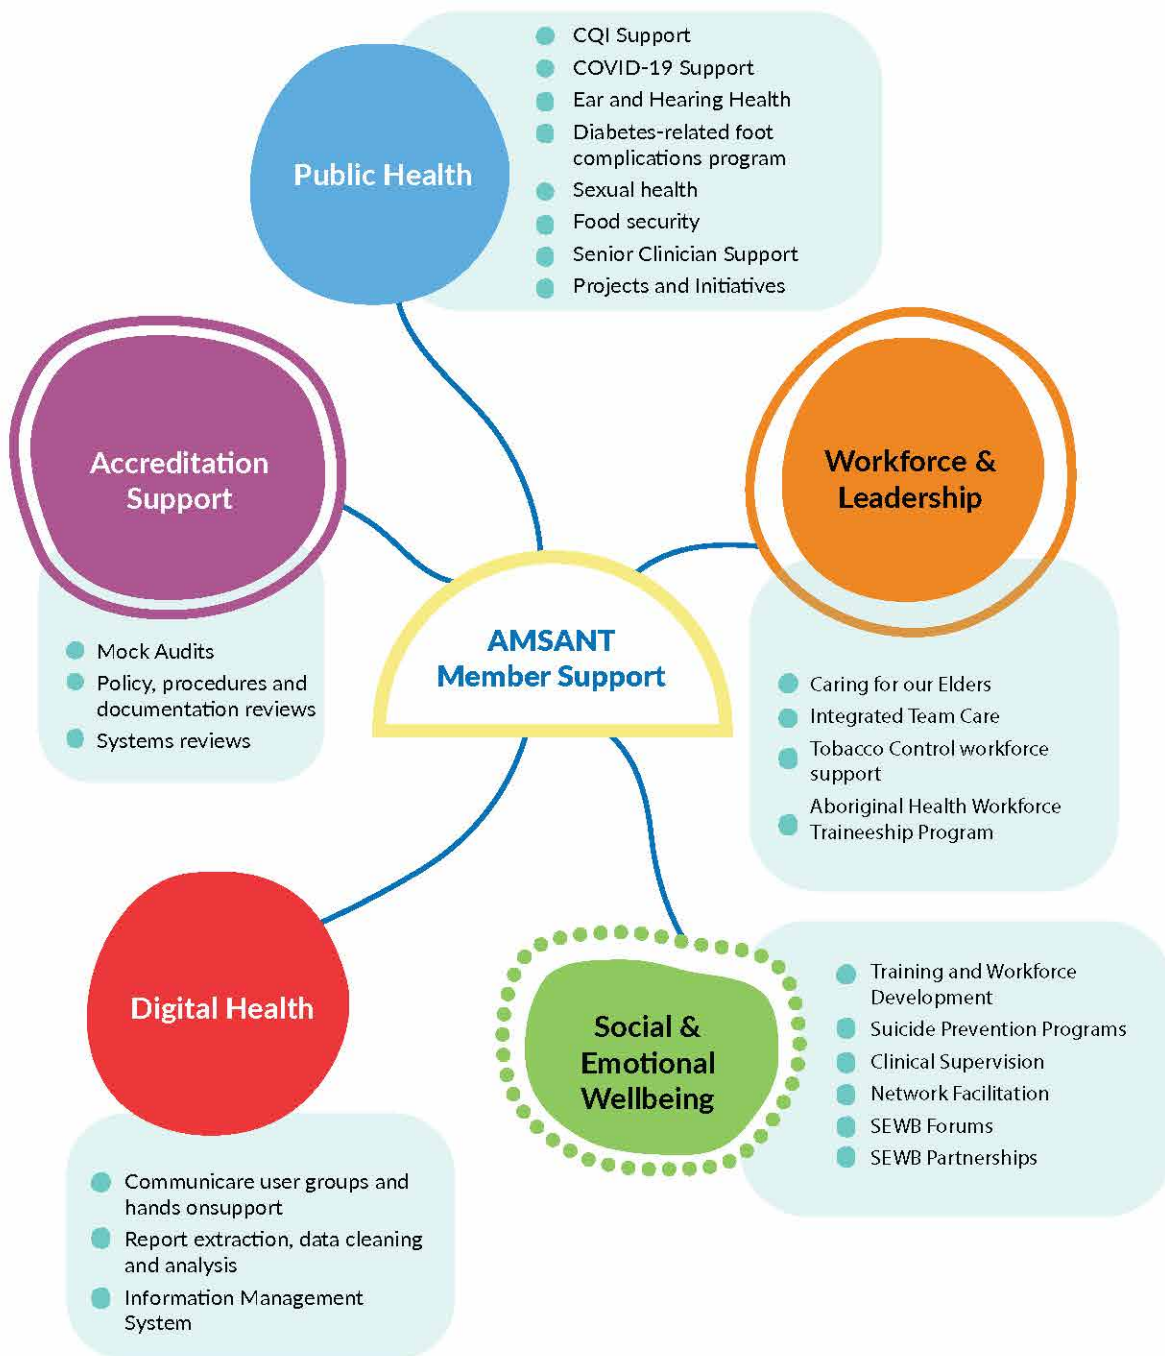 Public Health
CQI Support
COVID-19 Support
Ear and Hearing Health
Diabetes-related foot
complications program
Sexual health
Food security
Senior Clinician Support
Projects and Initiatives
Accreditation
Support
Mock Audits
Policy, procedures and
documentation reviews
Systems reviews
Workforce &
Leadership
Caring for our Elders
Integrated Team Care
Tobacco Control workforce
support
Aboriginal Health Workforce
Traineeship Program
AMSANT
Member Support
Digital Health
Communicare user groups and
hands onsupport
Report extraction, data cleaning
and analysis
Information Management
System
Social &
Emotional
Wellbeing
Training and Workforce
Development
Suicide Prevention Programs
Clinical Supervision
Network Facilitation
SEWB Forums
SEWB Partnerships